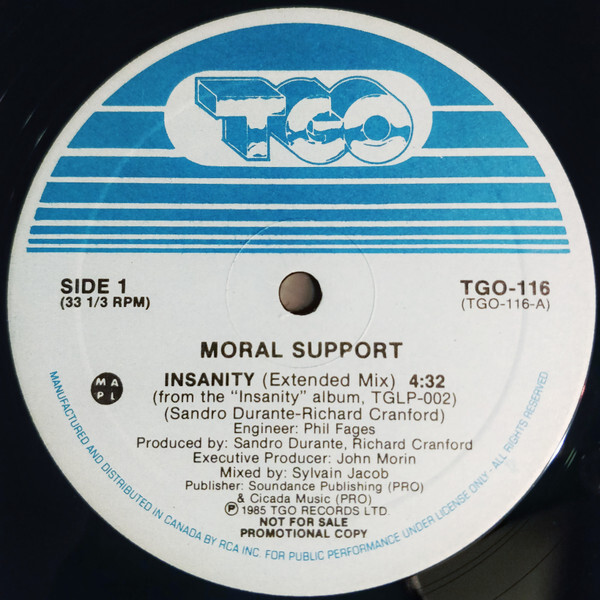 TGO
SIDE 1
(33 1/3 RPM)
TGO-116
(TGO-116-A)
MORAL SUPPORT
M A
P L
INSANITY (Extended Mix) 4:32
(from the "Insanity" album, TGLP-002)
(Sandro Durante-Richard Cranford)
Engineer: Phil Fages
Produced by: Sandro Durante, Richard Cranford
Executive Producer: John Morin
Mixed by: Sylvain Jacob
Publisher: Soundance Publishing (PRO)
& Cicada Music (PRO)
Ⓟ 1985 TGO RECORDS LTD.
NOT FOR SALE
PROMOTIONAL COPY
MANUFACTURED AND DISTRIBUTED IN CANADA BY RCA INC. FOR PUBLIC PERFORMANCE UNDER LICENSE ONLY - ALL RIGHTS RESERVED